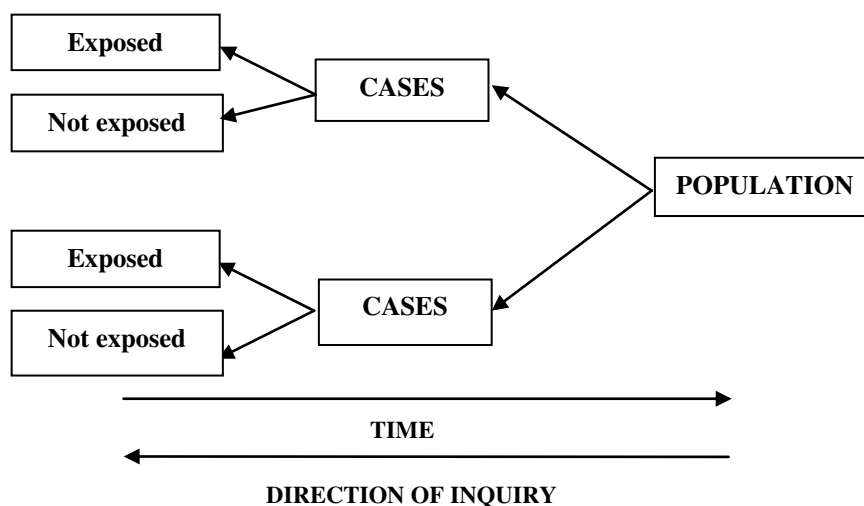 Exposed
CASES
Not exposed
POPULATION
Exposed
CASES
Not exposed
TIME
DIRECTION OF INQUIRY